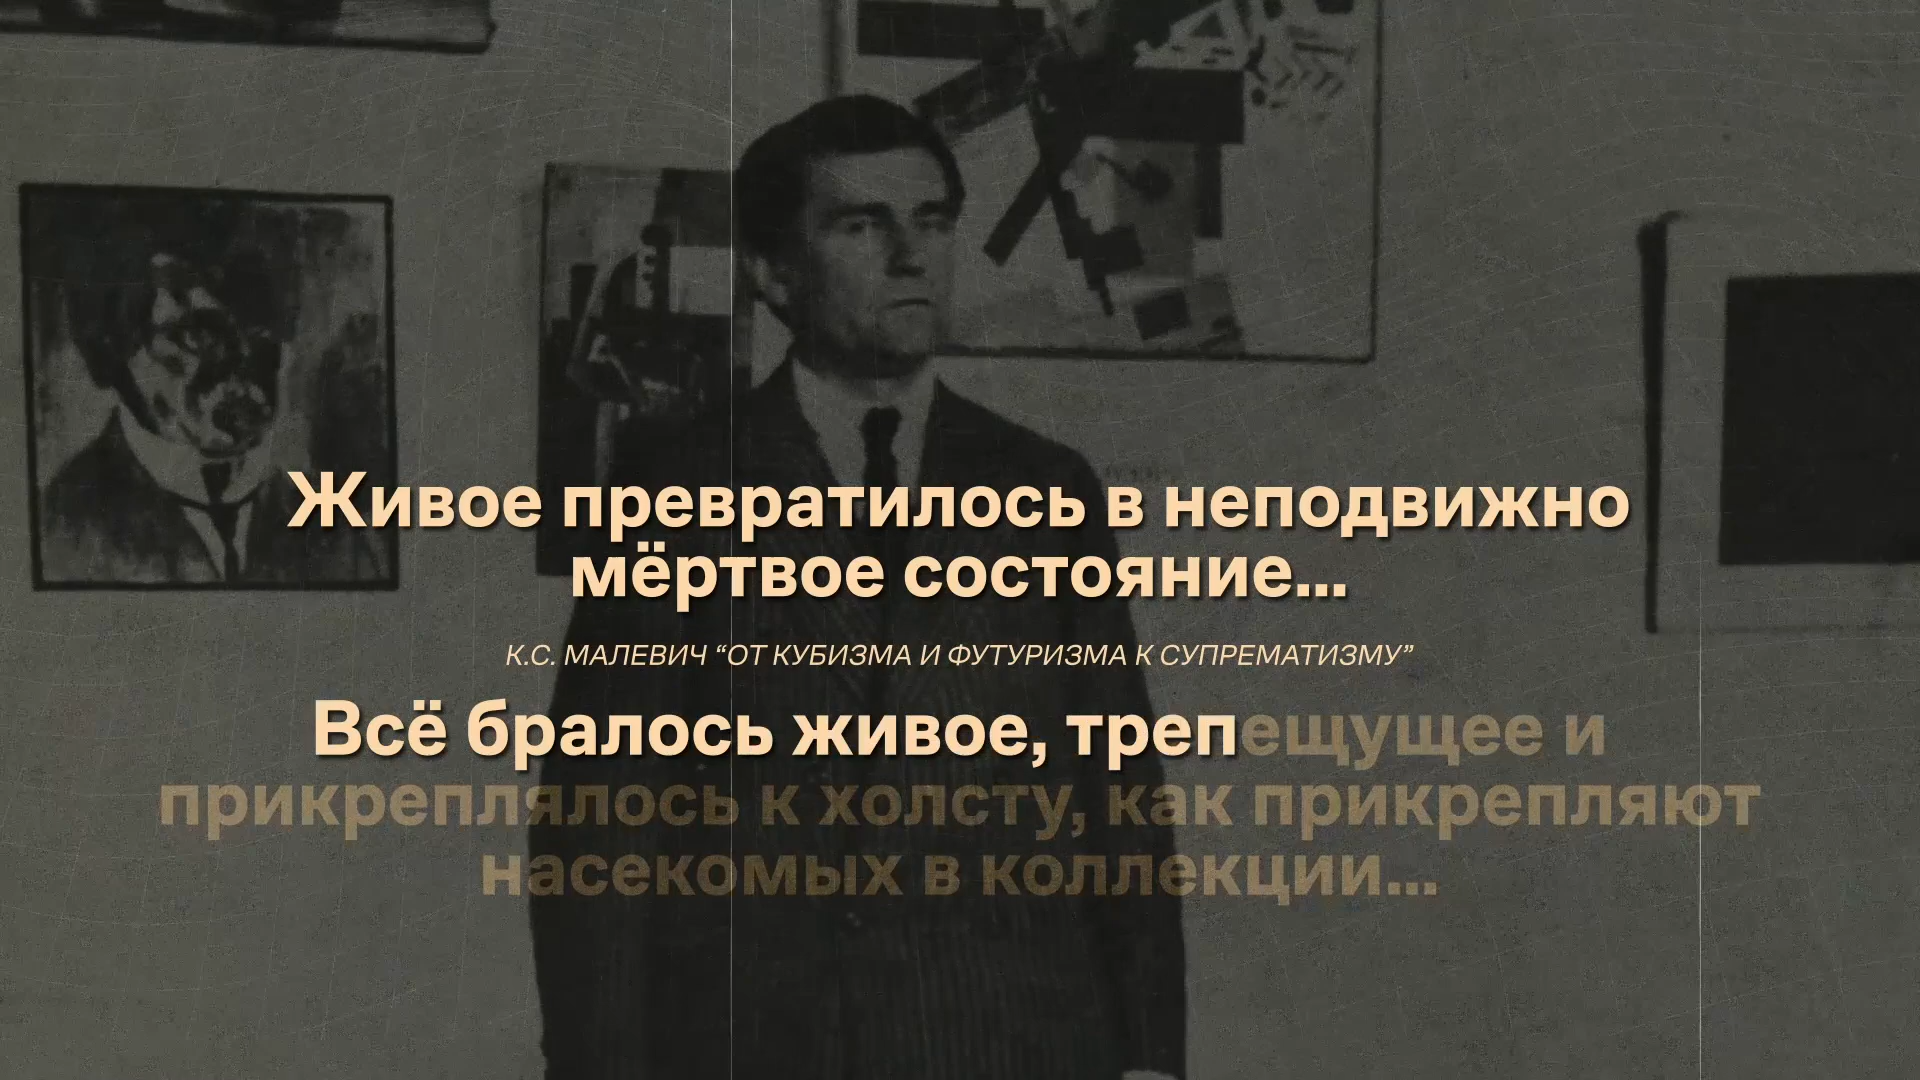 Живое превратилось в неподвижно
мёртвое состояние...
К.С. МАЛЕВИЧ “ОТ КУБИЗМА И ФУТУРИЗМА К СУПРЕМАТИЗМУ”
Всё бралось живое, трепещущее и
прикреплялось к холсту, как прикрепляют
насекомых в коллекции...